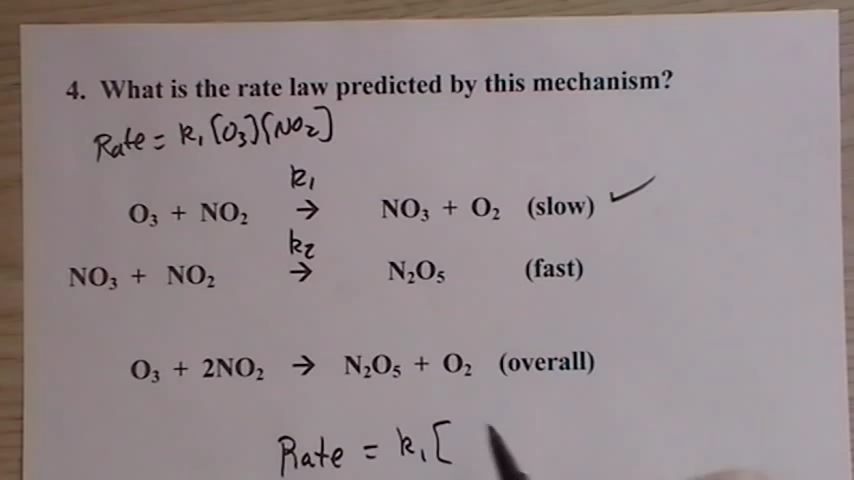 4. What is the rate law predicted by this mechanism?
Rate = k₁[O₃][NO₂]
k₁
O₃ + NO₂ → NO₃ + O₂ (slow) ✓
k₂
NO₃ + NO₂ → N₂O₅ (fast)
O₃ + 2NO₂ → N₂O₅ + O₂ (overall)
Rate = k₁[